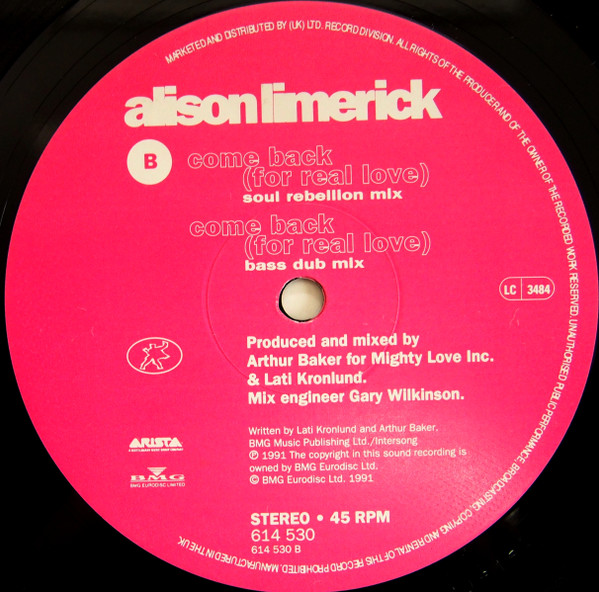 MARKETED AND DISTRIBUTED BY (UK) LTD. RECORD DIVISION. ALL RIGHTS OF THE PRODUCER AND OF THE OWNER OF THE RECORDED WORK RESERVED. UNAUTHORISED PUBLIC PERFORMANCE, BROADCASTING, COPYING AND RENTAL OF THIS RECORD PROHIBITED. MANUFACTURED IN THE UK.
alison limerick
B
come back
(for real love)
soul rebellion mix
come back
(for real love)
bass dub mix
LC 3484
Produced and mixed by
Arthur Baker for Mighty Love Inc.
& Lati Kronlund.
Mix engineer Gary Wilkinson.
Written by Lati Kronlund and Arthur Baker.
BMG Music Publishing Ltd./Intersong
℗ 1991 The copyright in this sound recording is
owned by BMG Eurodisc Ltd.
© BMG Eurodisc Ltd. 1991
ARISTA
BMG
BMG EURODISC LIMITED
STEREO • 45 RPM
614 530
614 530 B